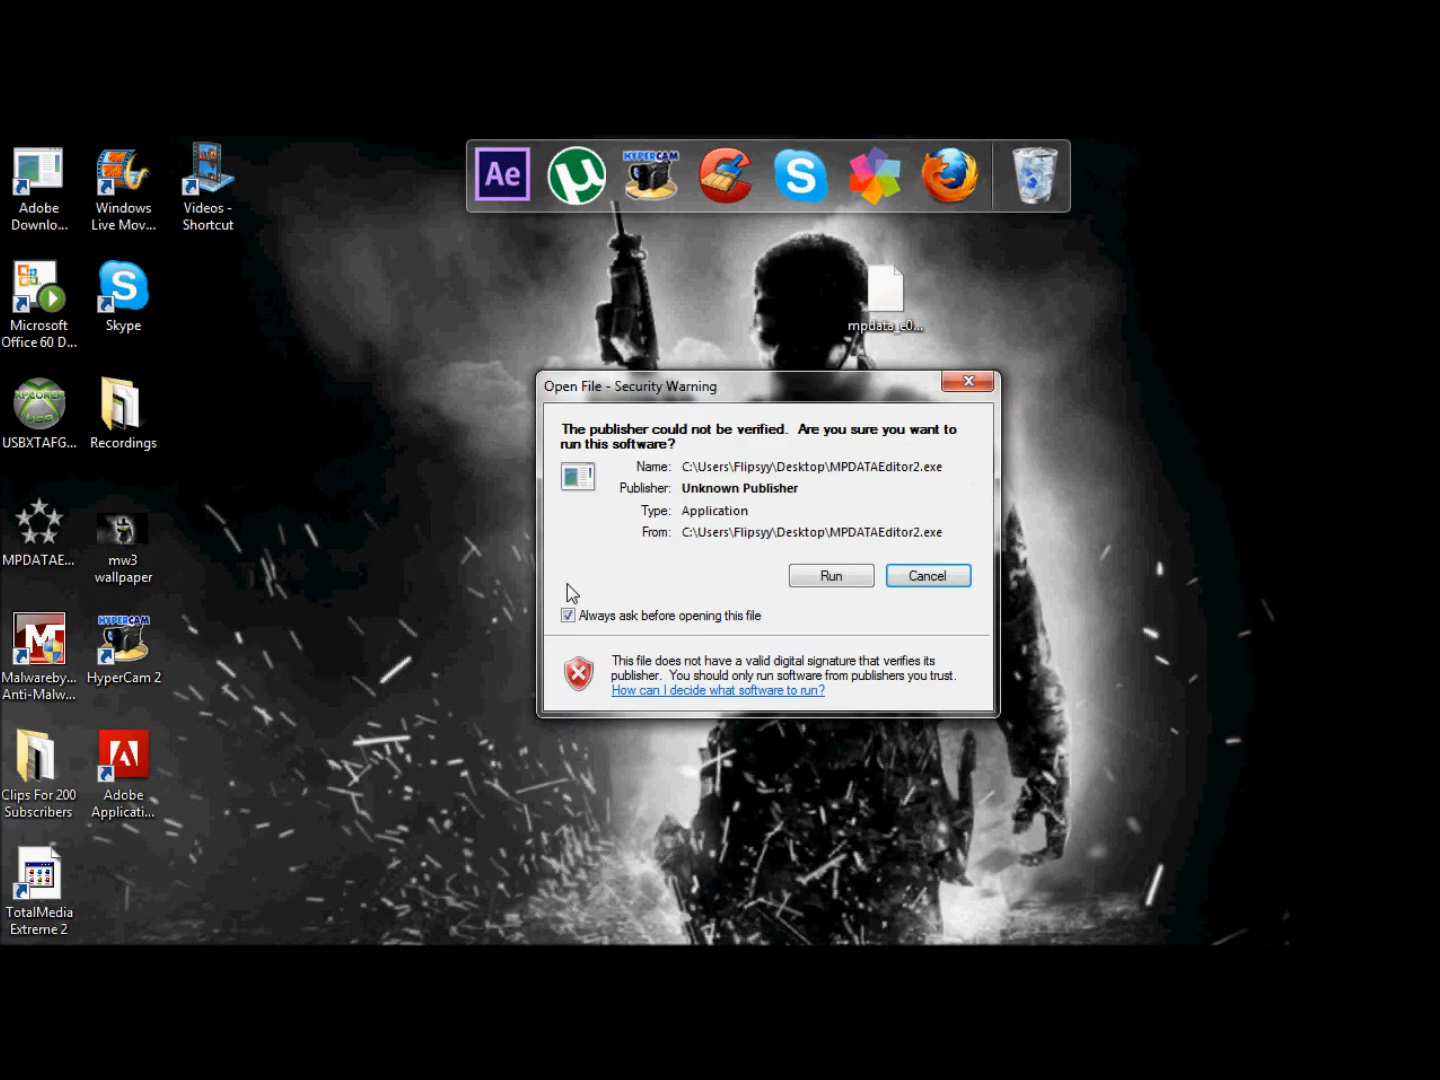 Ae
HYPERCAM
Adobe
Downlo...
Windows
Live Mov...
Videos -
Shortcut
Microsoft
Office 60 D...
Skype
mpdata_c0...
USBXTAFG...
Recordings
MPDATAE...
mw3
wallpaper
Malwareby...
Anti-Malw...
HYPERCAM
HyperCam 2
Clips For 200
Subscribers
Adobe
Applicati...
TotalMedia
Extreme 2
Open File - Security Warning
The publisher could not be verified.  Are you sure you want to
run this software?
Name: C:\Users\Flipsyy\Desktop\MPDATAEditor2.exe
Publisher: Unknown Publisher
Type: Application
From: C:\Users\Flipsyy\Desktop\MPDATAEditor2.exe
Run Cancel
Always ask before opening this file
This file does not have a valid digital signature that verifies its
publisher.  You should only run software from publishers you trust.
How can I decide what software to run?